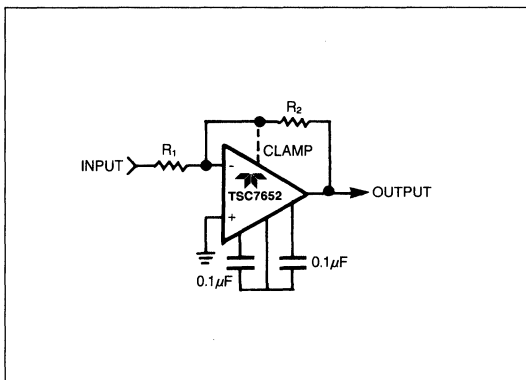 R2
R1
CLAMP
INPUT
-
TSC7652
OUTPUT
+
0.1μF
0.1μF